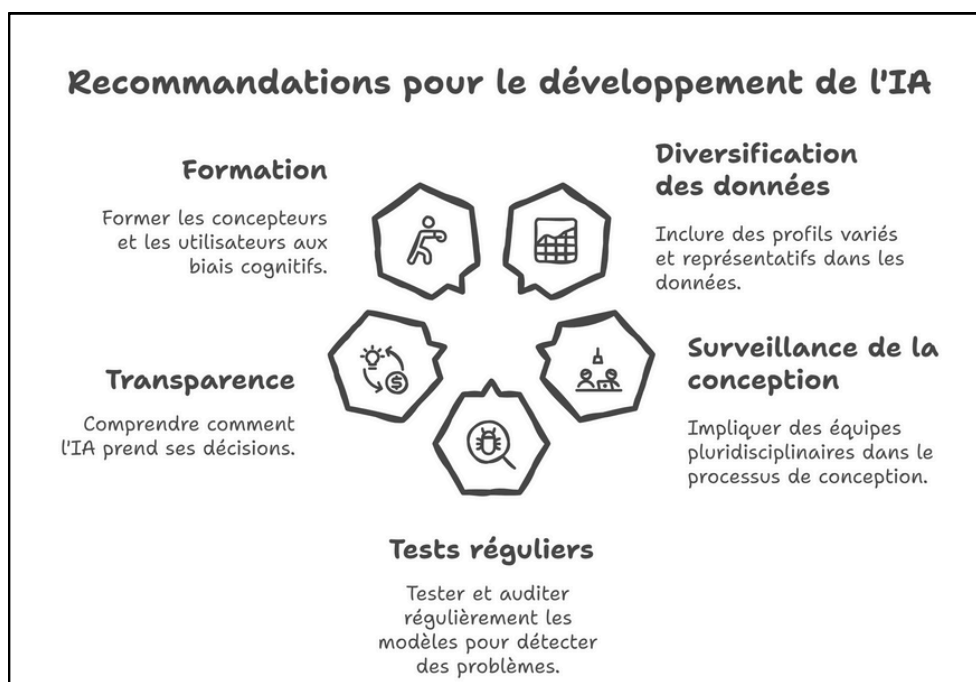 Recommandations pour le développement de l'IA
Formation
Former les concepteurs
et les utilisateurs aux
biais cognitifs.
Diversification
des données
Inclure des profils variés
et représentatifs dans les
données.
Transparence
Comprendre comment
l'IA prend ses décisions.
Surveillance de la
conception
Impliquer des équipes
pluridisciplinaires dans le
processus de conception.
Tests réguliers
Tester et auditer
régulièrement les
modèles pour détecter
des problèmes.